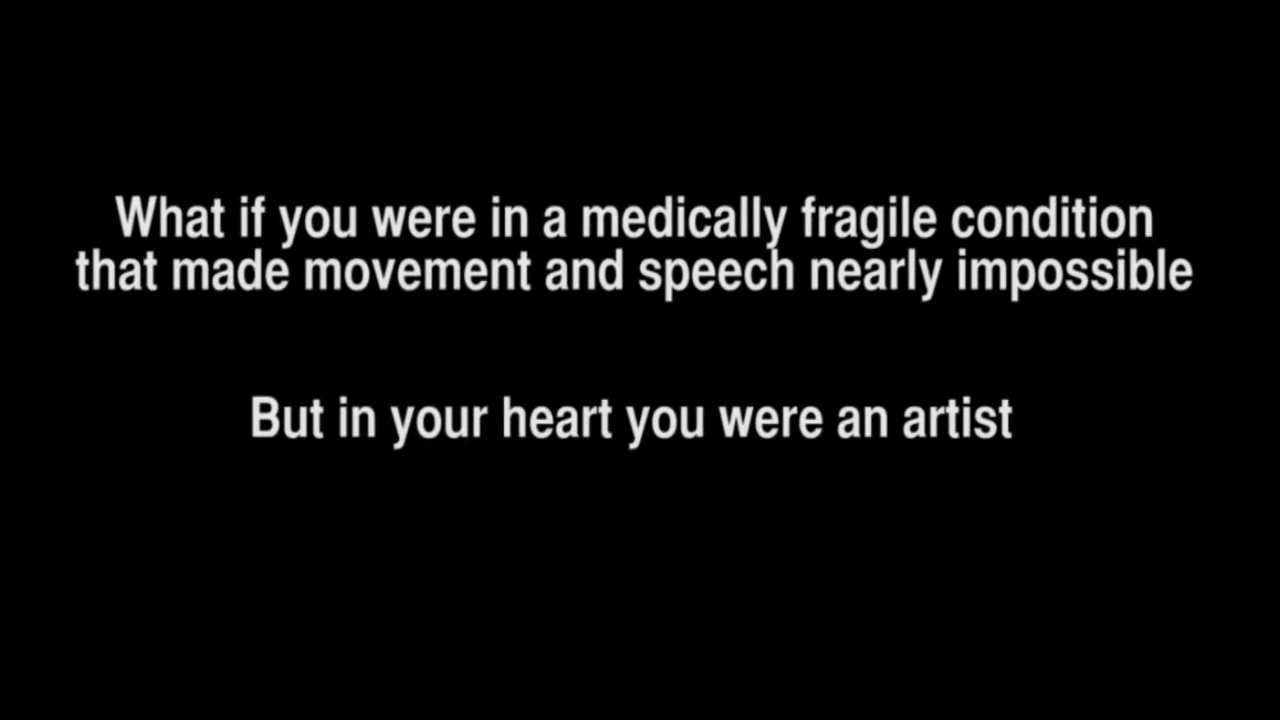 What if you were in a medically fragile condition
that made movement and speech nearly impossible
But in your heart you were an artist